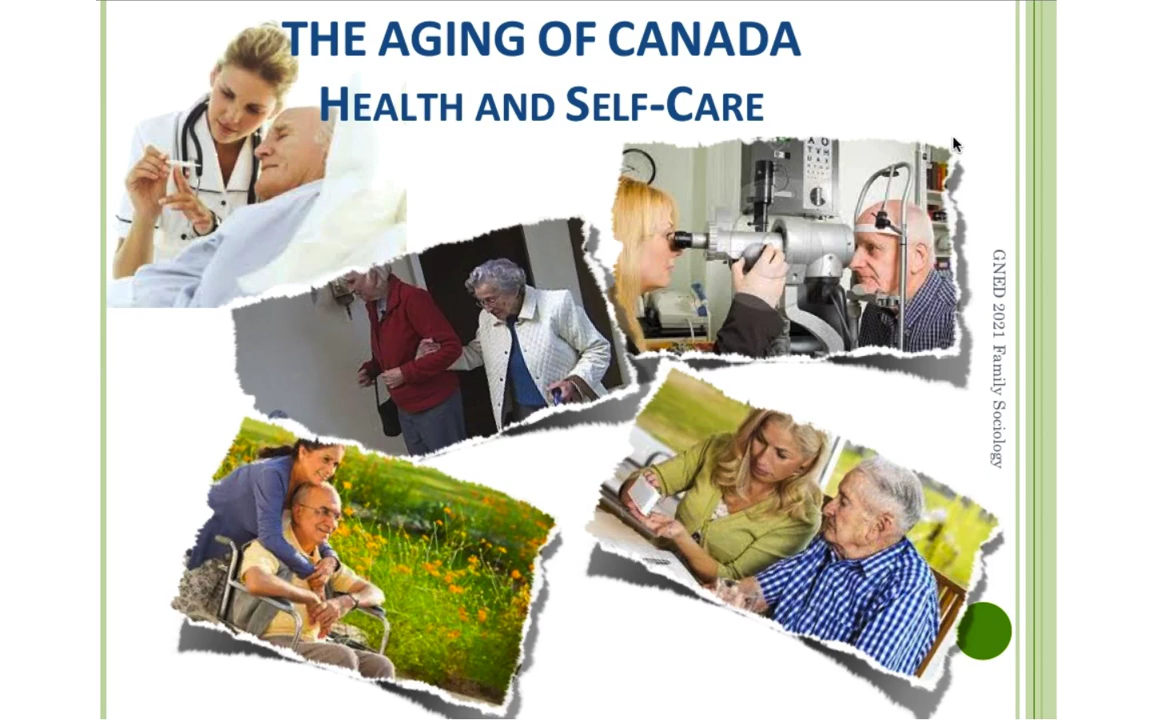 THE AGING OF CANADA
HEALTH AND SELF-CARE
GNED 2021 Family Sociology